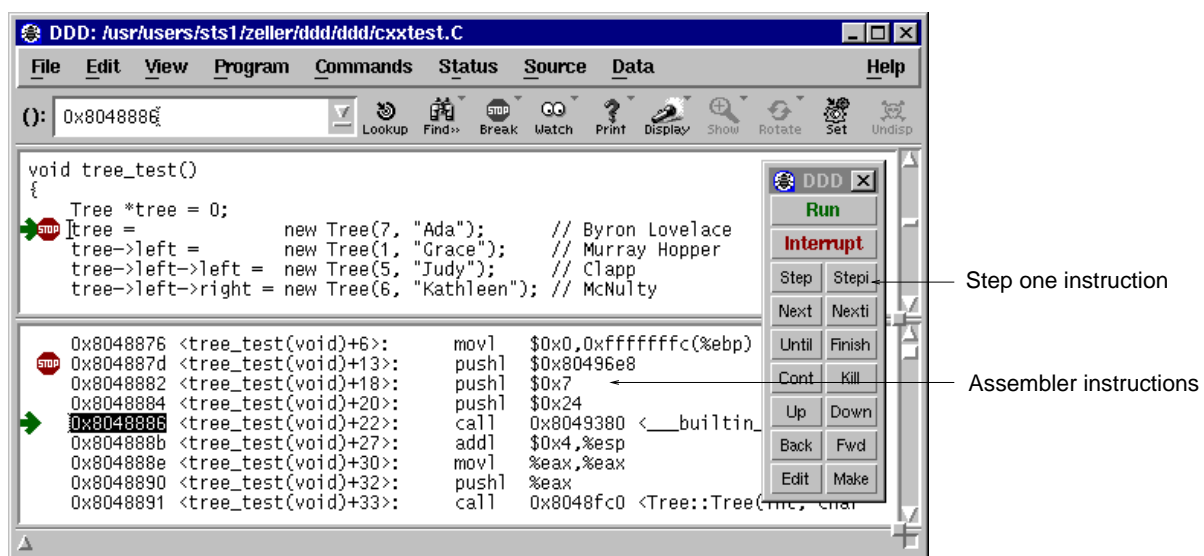 DDD: /usr/users/sts1/zeller/ddd/ddd/cxxtest.C
File Edit View Program Commands Status Source Data Help
(): 0x8048886
Lookup Find» Break Watch Print Display Show Rotate Set Undisp
void tree_test()
{
Tree *tree = 0;
STOP tree = new Tree(7, "Ada"); // Byron Lovelace
tree->left = new Tree(1, "Grace"); // Murray Hopper
tree->left->left = new Tree(5, "Judy"); // Clapp
tree->left->right = new Tree(6, "Kathleen"); // McNulty
0x8048876 <tree_test(void)+6>: movl $0x0,0xfffffffc(%ebp)
STOP 0x804887d <tree_test(void)+13>: pushl $0x80496e8
0x8048882 <tree_test(void)+18>: pushl $0x7
0x8048884 <tree_test(void)+20>: pushl $0x24
0x8048886 <tree_test(void)+22>: call 0x8049380 <___builtin_
0x804888b <tree_test(void)+27>: addl $0x4,%esp
0x804888e <tree_test(void)+30>: movl %eax,%eax
0x8048890 <tree_test(void)+32>: pushl %eax
0x8048891 <tree_test(void)+33>: call 0x8048fc0 <Tree::Tree(int, char
DDD
Run
Interrupt
Step Stepi
Next Nexti
Until Finish
Cont Kill
Up Down
Back Fwd
Edit Make
Step one instruction
Assembler instructions